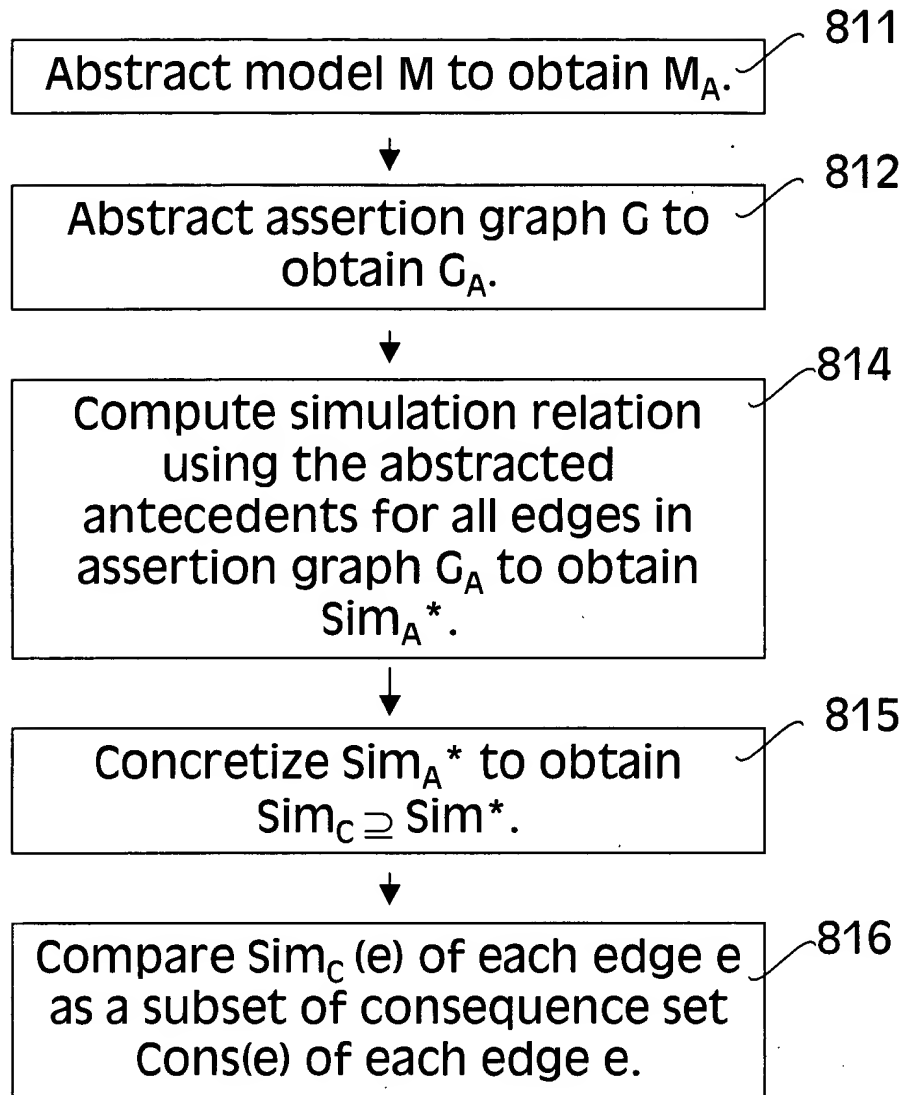 811
Abstract model M to obtain M_A.
812
Abstract assertion graph G to
obtain G_A.
814
Compute simulation relation
using the abstracted
antecedents for all edges in
assertion graph G_A to obtain
Sim_A*.
815
Concretize Sim_A* to obtain
Sim_C ⊇ Sim*.
816
Compare Sim_C (e) of each edge e
as a subset of consequence set
Cons(e) of each edge e.